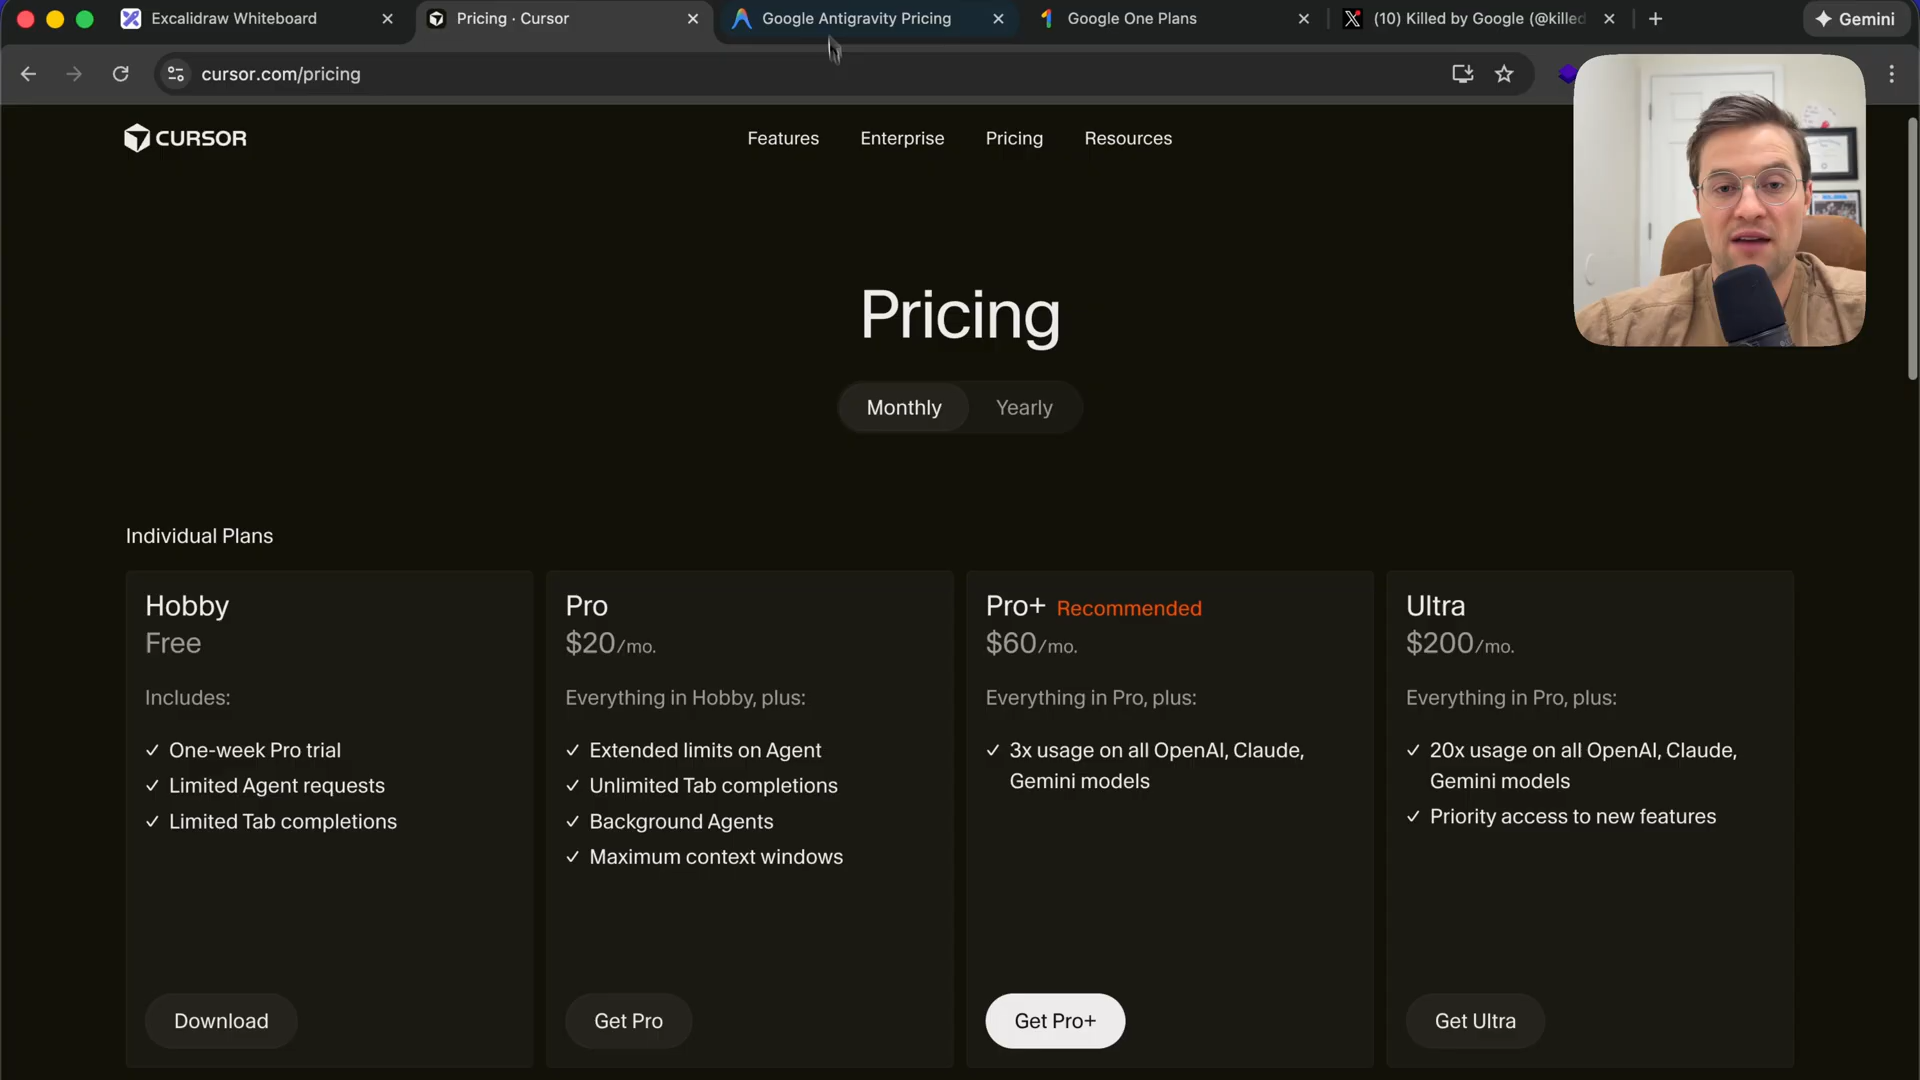 Excalidraw Whiteboard
Pricing · Cursor
Google Antigravity Pricing
Google One Plans
(10) Killed by Google (@killed
Gemini
cursor.com/pricing
CURSOR
Features
Enterprise
Pricing
Resources
Pricing
Monthly
Yearly
Individual Plans
Hobby
Free
Includes:
✓ One-week Pro trial
✓ Limited Agent requests
✓ Limited Tab completions
Download
Pro
$20/mo.
Everything in Hobby, plus:
✓ Extended limits on Agent
✓ Unlimited Tab completions
✓ Background Agents
✓ Maximum context windows
Get Pro
Pro+ Recommended
$60/mo.
Everything in Pro, plus:
✓ 3x usage on all OpenAI, Claude,
Gemini models
Get Pro+
Ultra
$200/mo.
Everything in Pro, plus:
✓ 20x usage on all OpenAI, Claude,
Gemini models
✓ Priority access to new features
Get Ultra